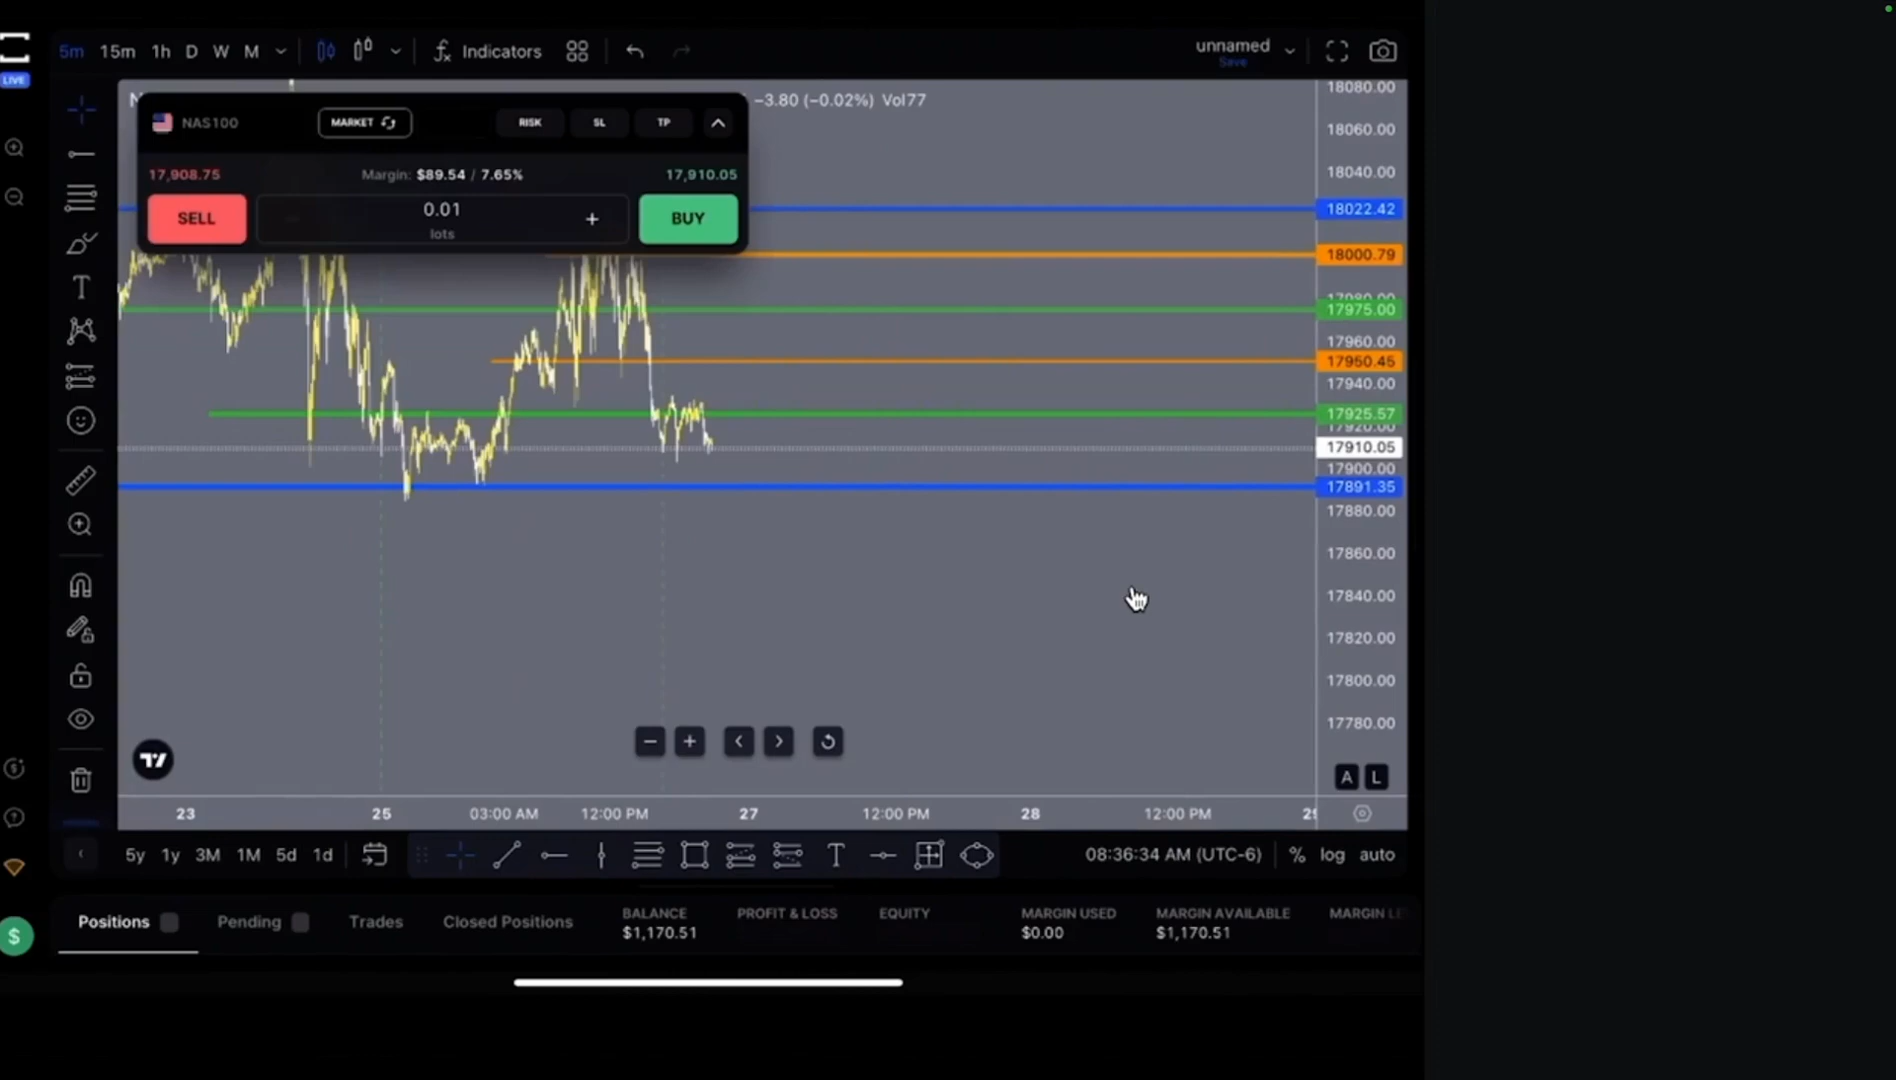 5m 15m 1h D W M Indicators unnamed
Save
LIVE
−3.80 (−0.02%) Vol77
NAS100 MARKET RISK SL TP
17,908.75 Margin: $89.54 / 7.65% 17,910.05
SELL 0.01 BUY
lots
18080.00
18060.00
18040.00
18022.42
18000.79
17975.00
17960.00
17950.45
17940.00
17925.57
17920.00
17910.05
17900.00
17891.35
17880.00
17860.00
17840.00
17820.00
17800.00
17780.00
A L
23 25 03:00 AM 12:00 PM 27 12:00 PM 28 12:00 PM
5y 1y 3M 1M 5d 1d 08:36:34 AM (UTC-6) % log auto
Positions Pending Trades Closed Positions
BALANCE PROFIT & LOSS EQUITY MARGIN USED MARGIN AVAILABLE MARGIN
$1,170.51 $0.00 $1,170.51